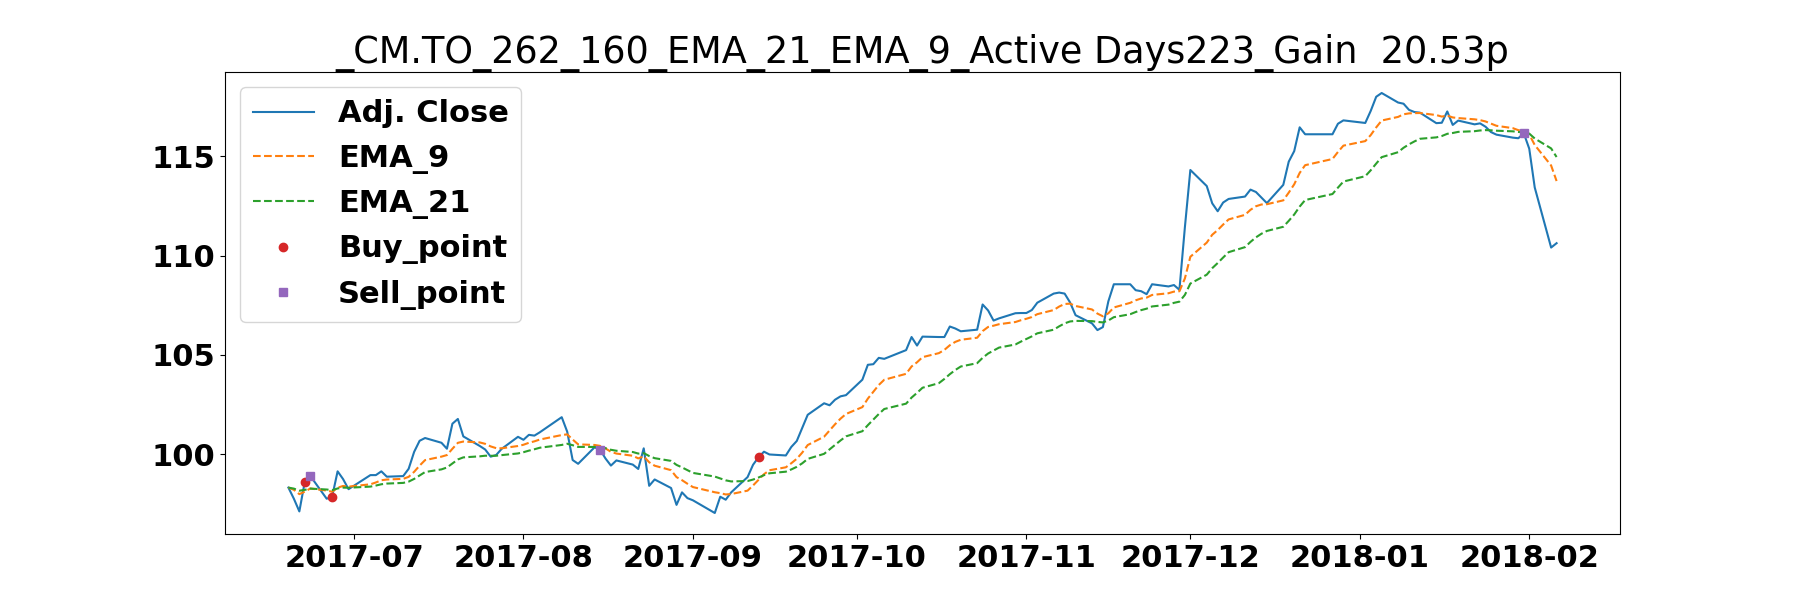 _CM.TO_262_160_EMA_21_EMA_9_Active Days223_Gain  20.53p
Adj. Close
EMA_9
EMA_21
Buy_point
Sell_point
115
110
105
100
2017-07 2017-08 2017-09 2017-10 2017-11 2017-12 2018-01 2018-02